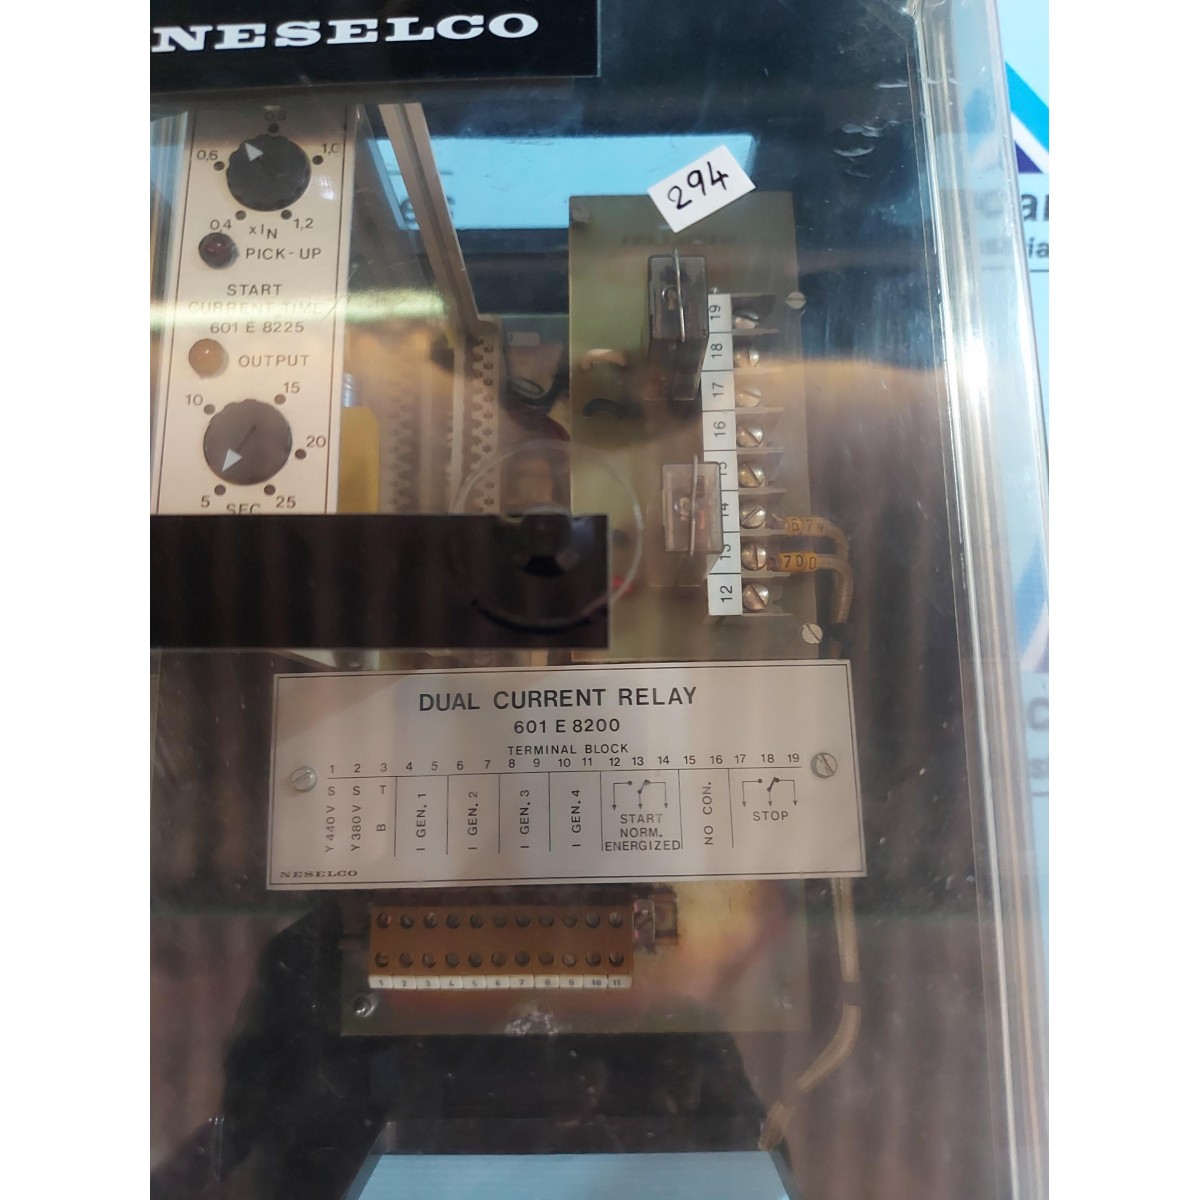 NESELCO
0,8
0,6
1,0
0,4
xIN
1,2
PICK-UP
START
CURRENT TIME
601 E 8225
OUTPUT
15
10
20
5
SEC
25
294
19
18
17
16
15
14
13
12
674
700
DUAL CURRENT RELAY
601 E 8200
TERMINAL BLOCK
1 2 3 4 5 6 7 8 9 10 11 12 13 14 15 16 17 18 19
S Y 440 V
S Y 380 V
T B
I GEN. 1
I GEN. 2
I GEN. 3
I GEN. 4
START
NORM.
ENERGIZED
NO CON.
STOP
NESELCO
1 2 3 4 5 6 7 8 9 10 11